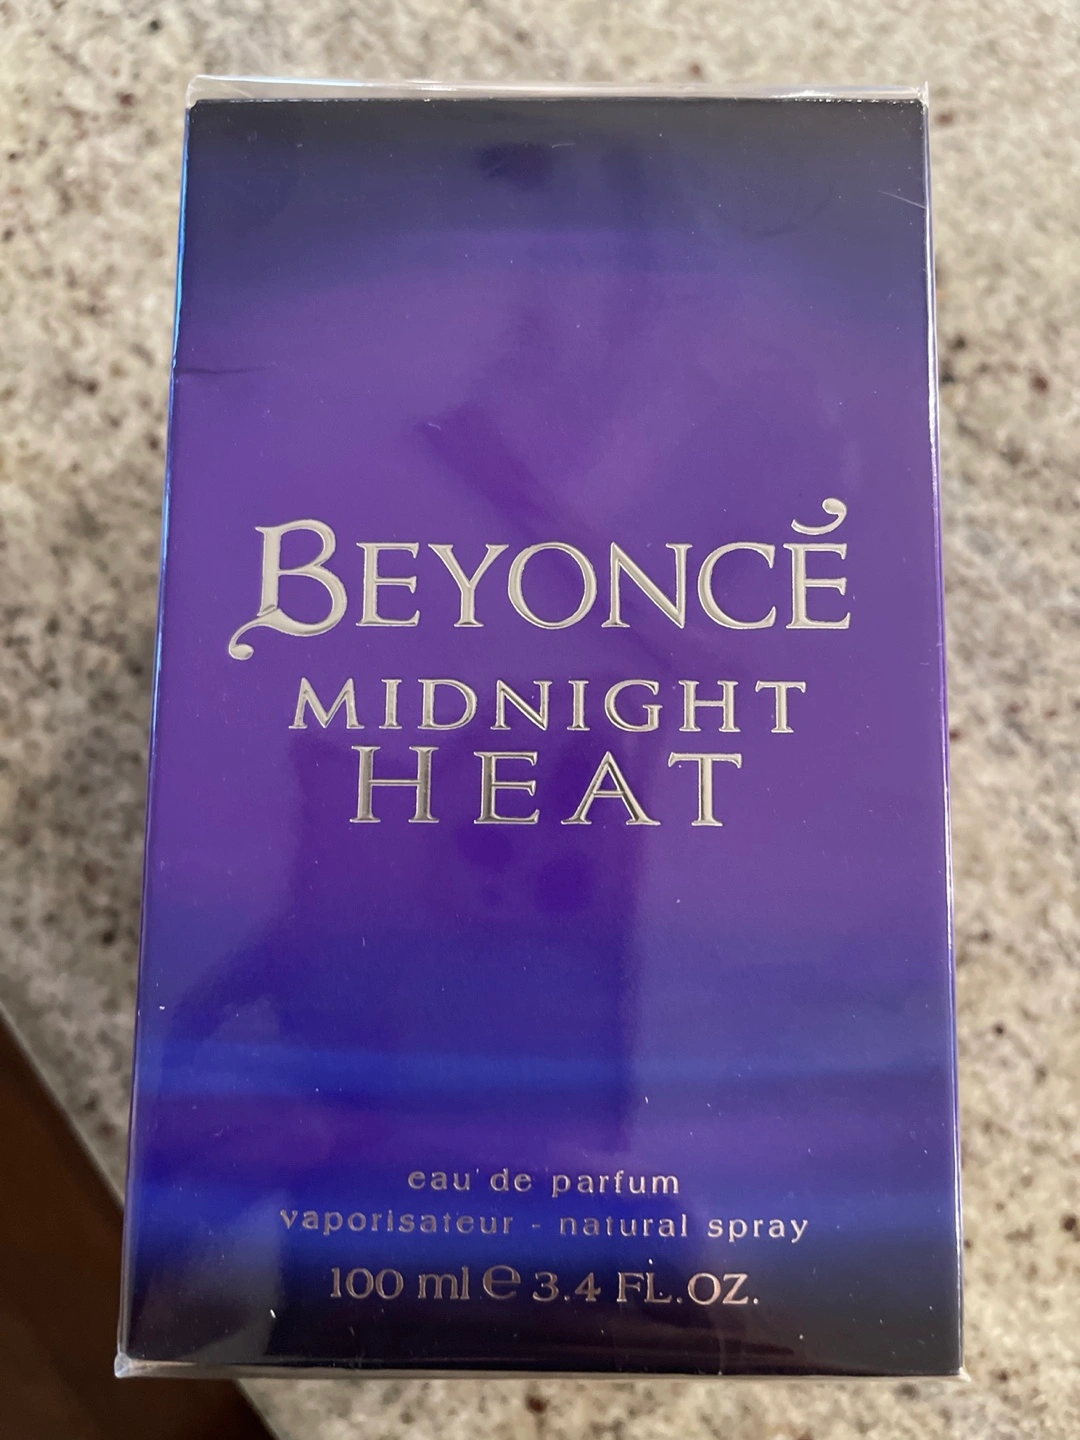 BEYONCÉ
MIDNIGHT
HEAT
eau de parfum
vaporisateur - natural spray
100 ml ℮ 3.4 FL.OZ.